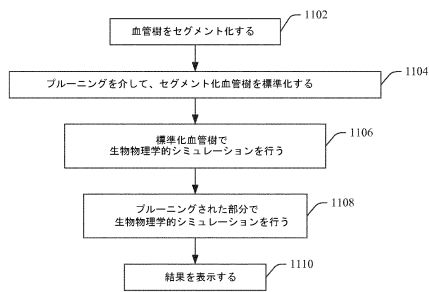 血管樹をセグメント化する
1102
プルーニングを介して、セグメント化血管樹を標準化する
1104
標準化血管樹で
生物物理学的シミュレーションを行う
1106
プルーニングされた部分で
生物物理学的シミュレーションを行う
1108
結果を表示する
1110